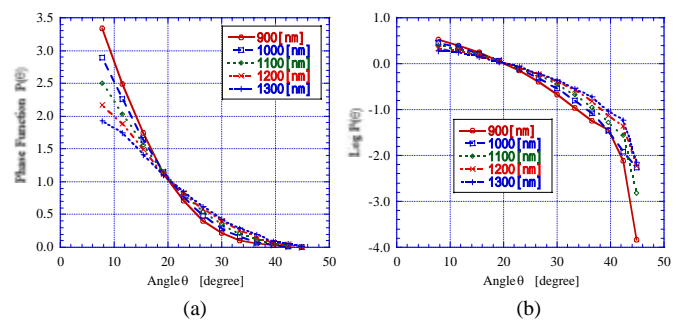 3.5
3.0
2.5
2.0
1.5
1.0
0.5
0.0
Phase Function P(θ)
900[nm]
1000[nm]
1100[nm]
1200[nm]
1300[nm]
0 10 20 30 40 50
Angle θ [degree]
(a)
1.0
0.0
-1.0
-2.0
-3.0
-4.0
Log P(θ)
900[nm]
1000[nm]
1100[nm]
1200[nm]
1300[nm]
0 10 20 30 40 50
Angle θ [degree]
(b)